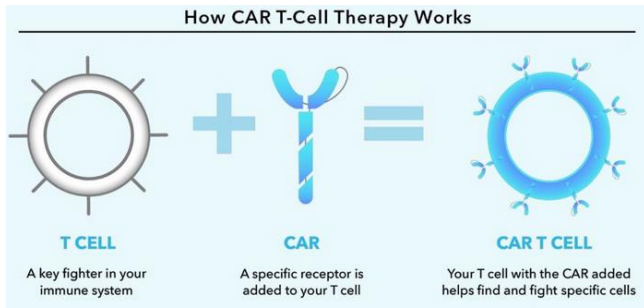 How CAR T-Cell Therapy Works
T CELL
A key fighter in your
immune system
CAR
A specific receptor is
added to your T cell
CAR T CELL
Your T cell with the CAR added
helps find and fight specific cells